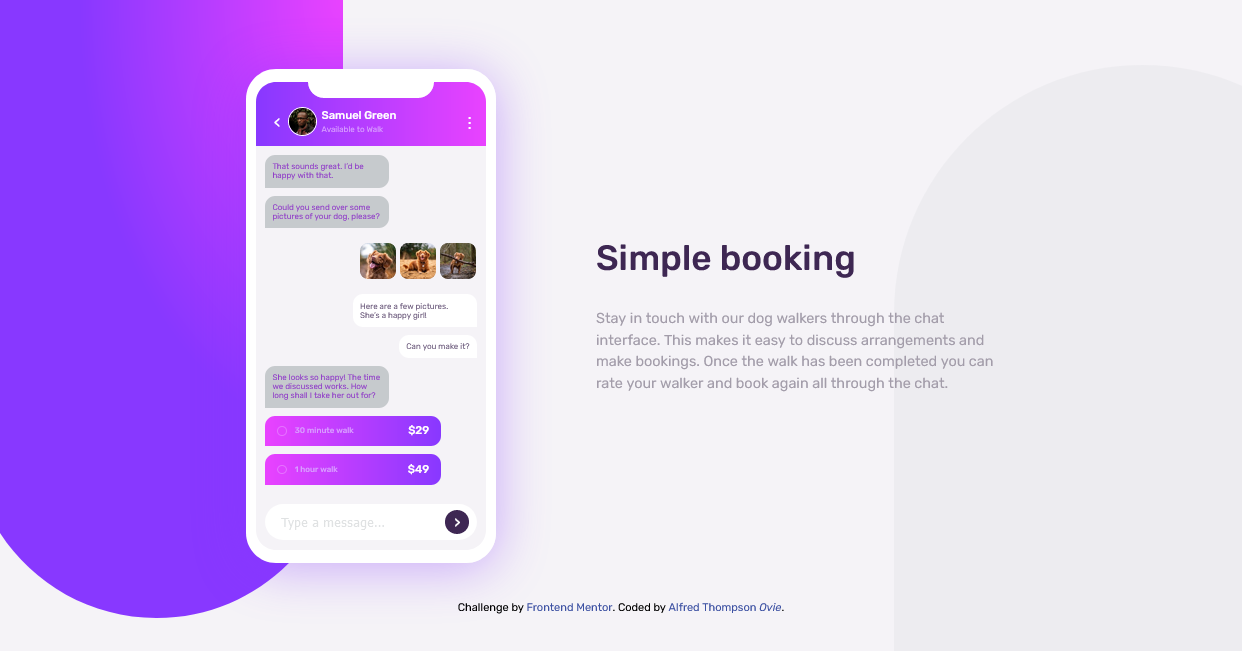 Samuel Green
Available to Walk
That sounds great. I'd be
happy with that.
Could you send over some
pictures of your dog, please?
Here are a few pictures.
She's a happy girl!
Can you make it?
She looks so happy! The time
we discussed works. How
long shall I take her out for?
30 minute walk $29
1 hour walk $49
Type a message...
Simple booking
Stay in touch with our dog walkers through the chat
interface. This makes it easy to discuss arrangements and
make bookings. Once the walk has been completed you can
rate your walker and book again all through the chat.
Challenge by Frontend Mentor. Coded by Alfred Thompson Ovie.